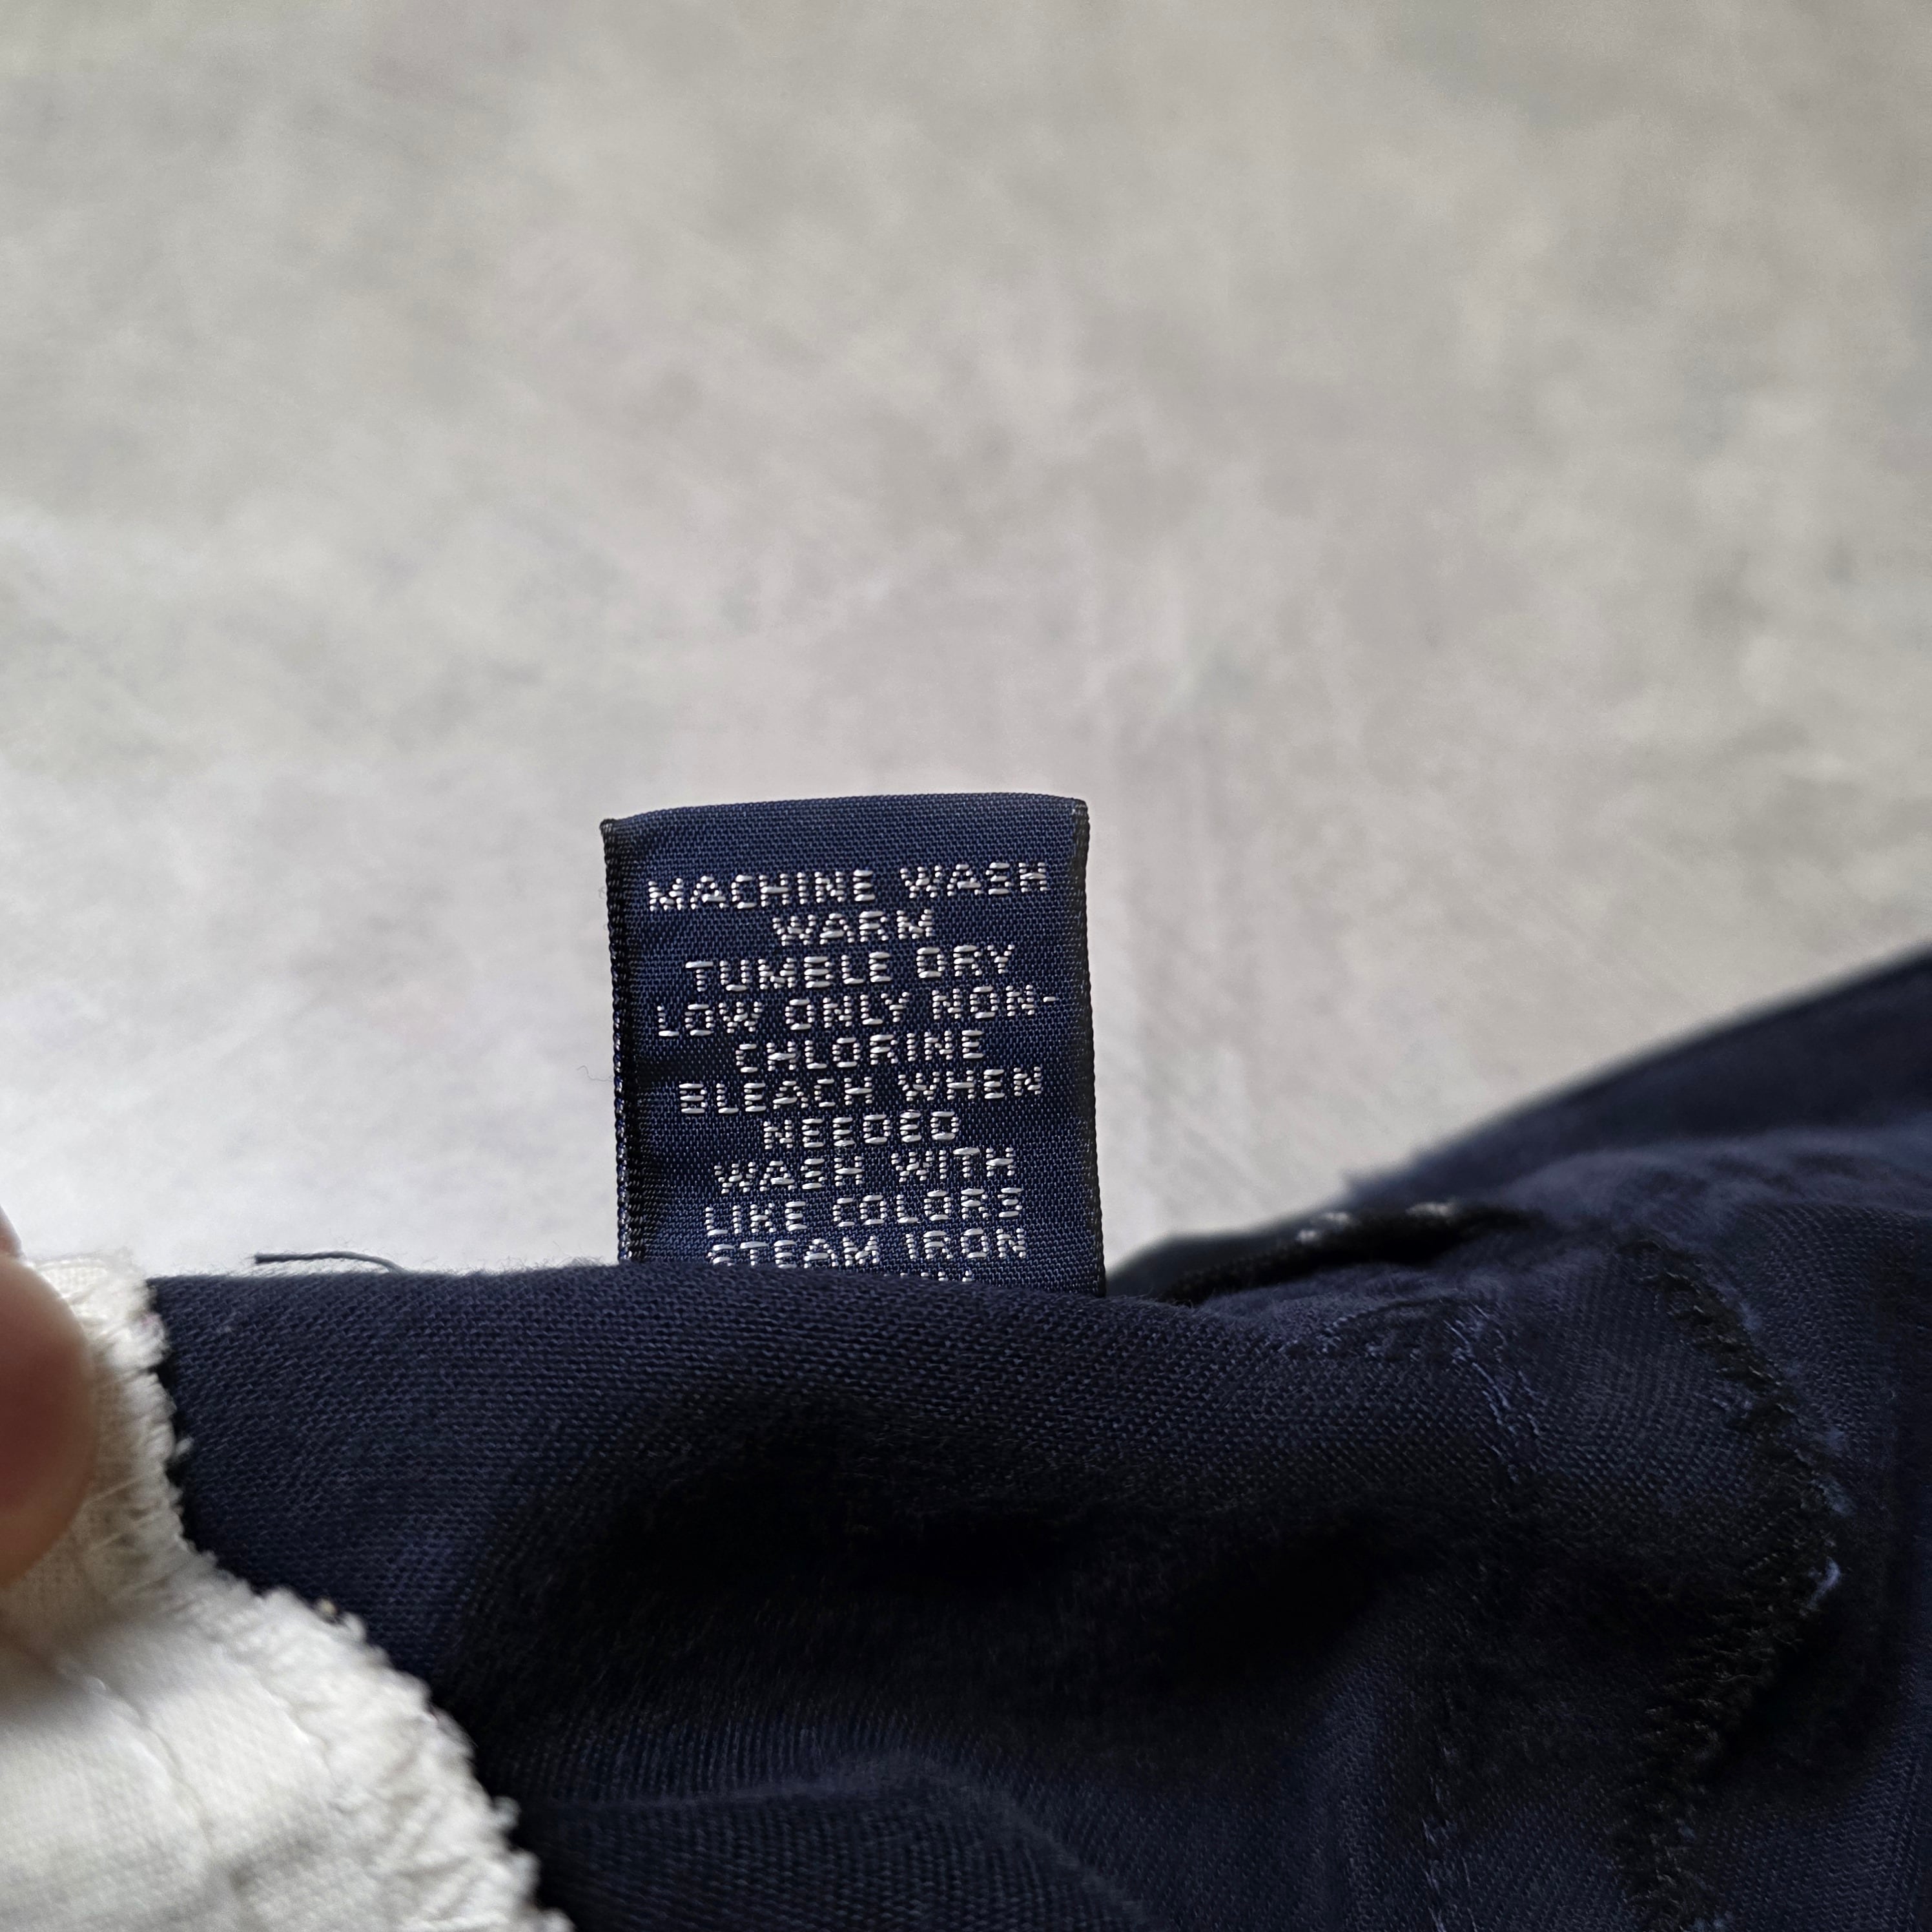 MACHINE WASH
WARM
TUMBLE DRY
LOW ONLY NON-
CHLORINE
BLEACH WHEN
NEEDED
WASH WITH
LIKE COLORS
STEAM IRON